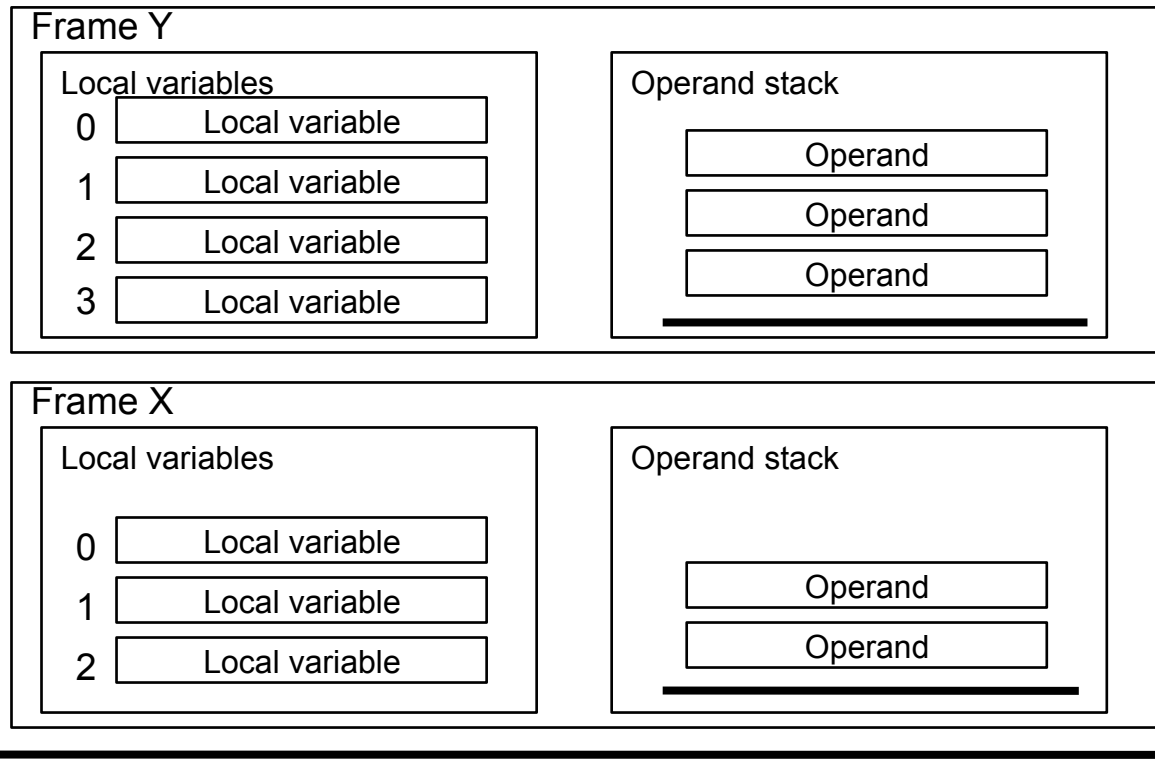 Frame Y
Local variables
0 Local variable
1 Local variable
2 Local variable
3 Local variable
Operand stack
Operand
Operand
Operand
Frame X
Local variables
0 Local variable
1 Local variable
2 Local variable
Operand stack
Operand
Operand